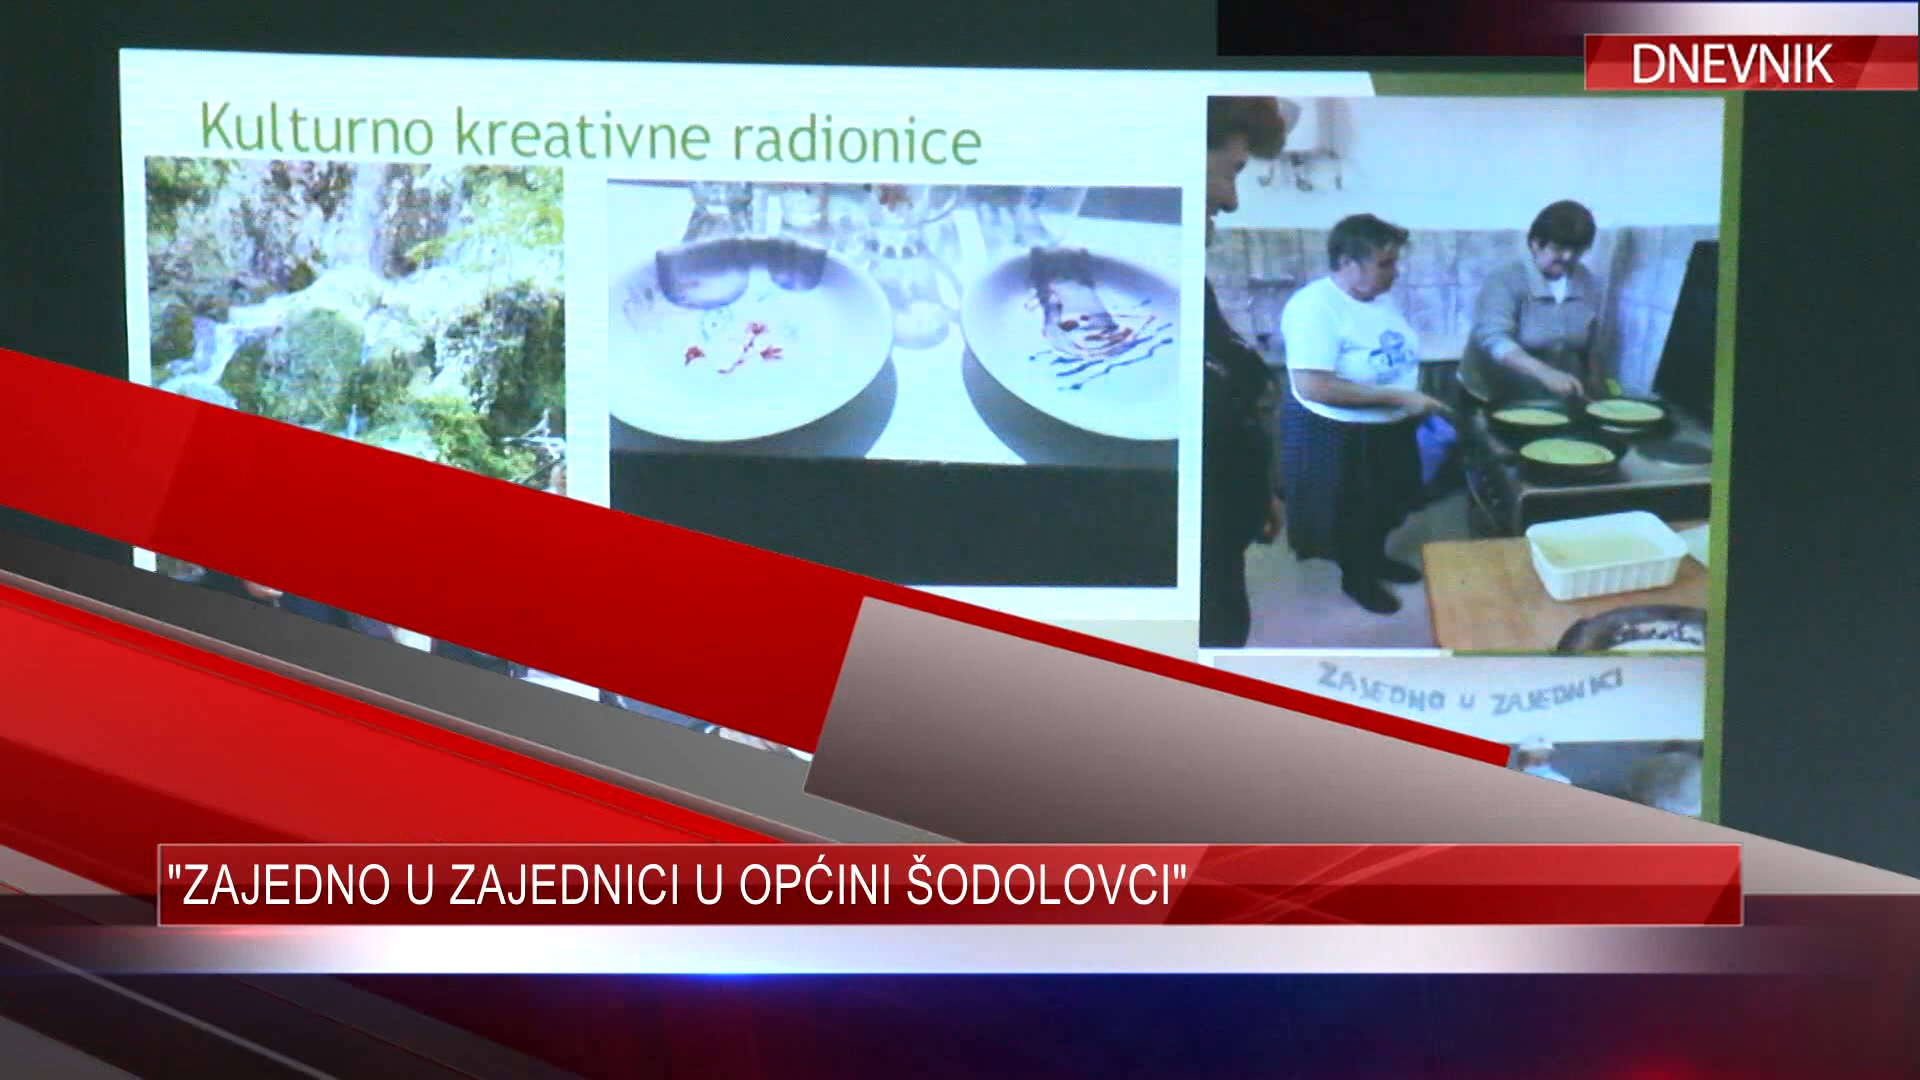 DNEVNIK
Kulturno kreativne radionice
ZAJEDNO U ZAJEDNICI
"ZAJEDNO U ZAJEDNICI U OPĆINI ŠODOLOVCI"